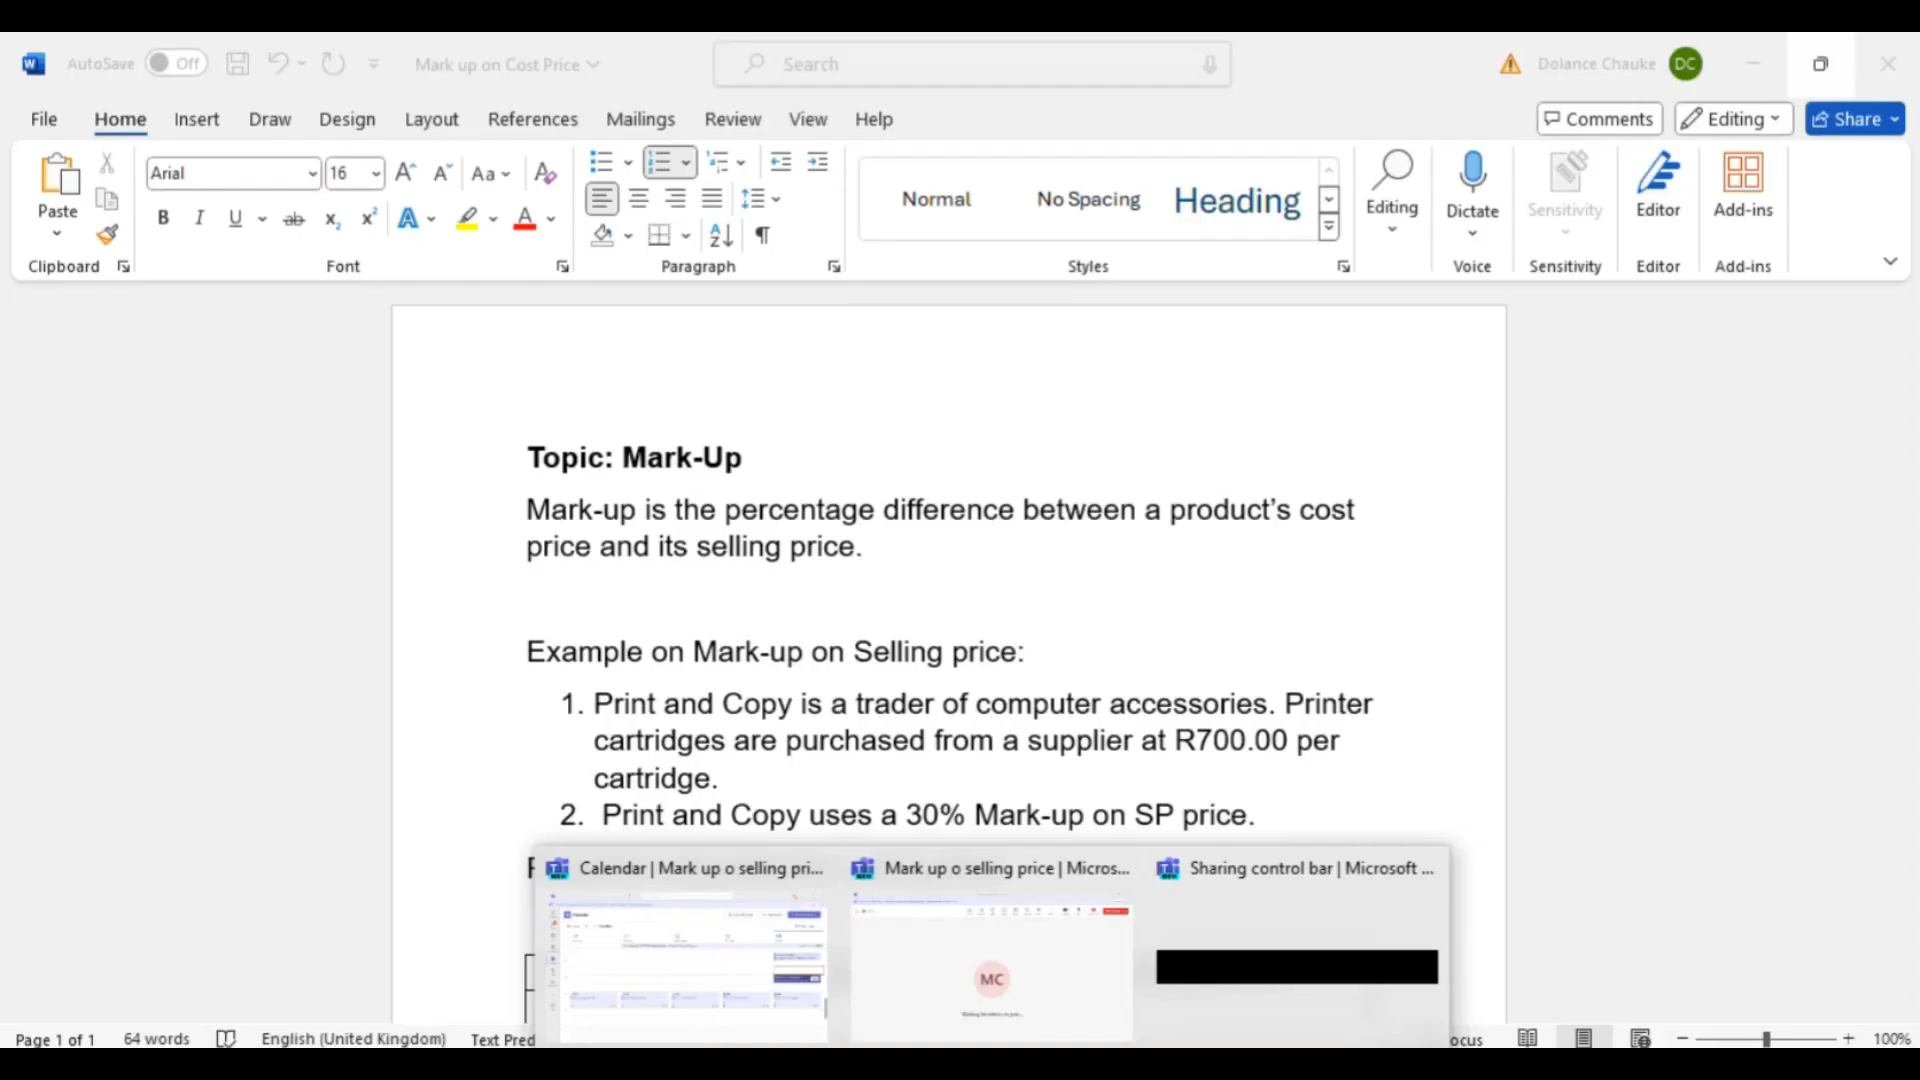 AutoSave Off Mark up on Cost Price Search Dolance Chauke DC
File Home Insert Draw Design Layout References Mailings Review View Help Comments Editing Share
Arial 16 Aa
Normal No Spacing Heading
Paste Editing Dictate Sensitivity Editor Add-ins
B I U ab x₂ x² A A
Clipboard Font Paragraph Styles Voice Sensitivity Editor Add-ins
Topic: Mark-Up
Mark-up is the percentage difference between a product’s cost
price and its selling price.
Example on Mark-up on Selling price:
1. Print and Copy is a trader of computer accessories. Printer
cartridges are purchased from a supplier at R700.00 per
cartridge.
2. Print and Copy uses a 30% Mark-up on SP price.
Calendar | Mark up o selling pri...
Mark up o selling price | Micros...
Sharing control bar | Microsoft ...
MC
Page 1 of 1 64 words English (United Kingdom) Text Pred ocus 100%